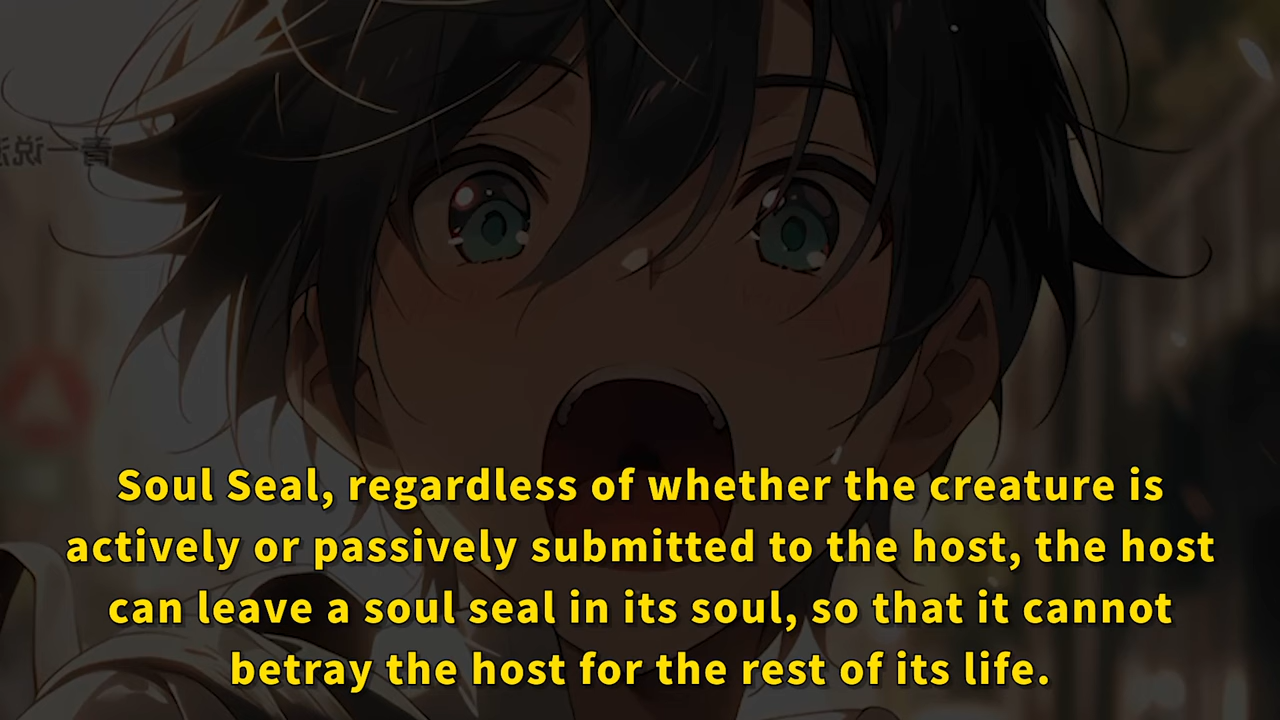 Soul Seal, regardless of whether the creature is
actively or passively submitted to the host, the host
can leave a soul seal in its soul, so that it cannot
betray the host for the rest of its life.